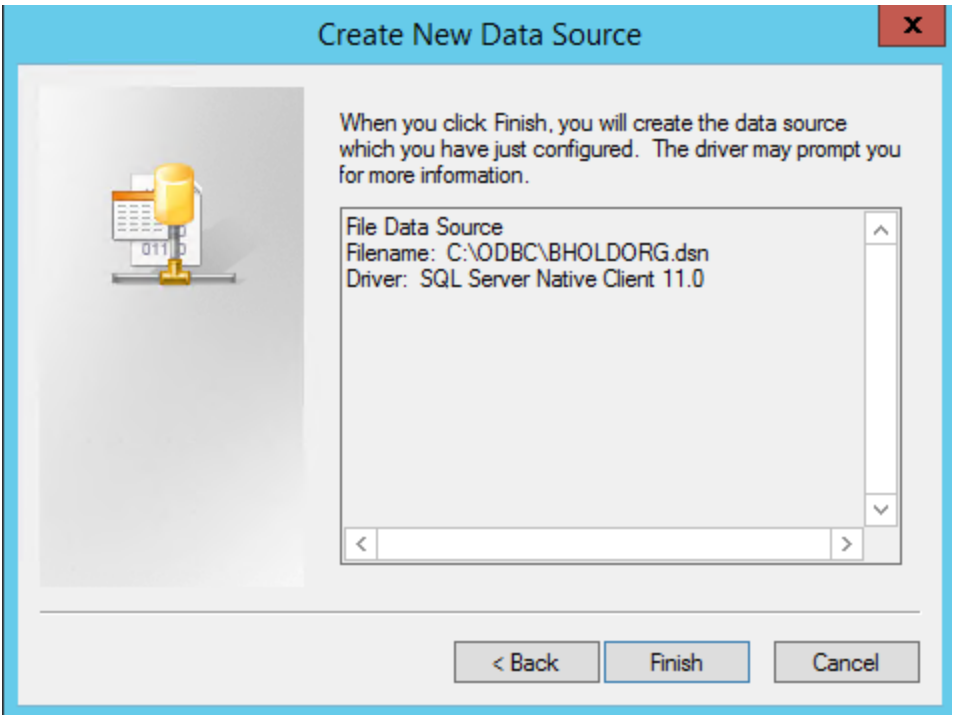 Create New Data Source
x
When you click Finish, you will create the data source
which you have just configured. The driver may prompt you
for more information.
File Data Source
Filename: C:\ODBC\BHOLDORG.dsn
Driver: SQL Server Native Client 11.0
011 0
< Back
Finish
Cancel